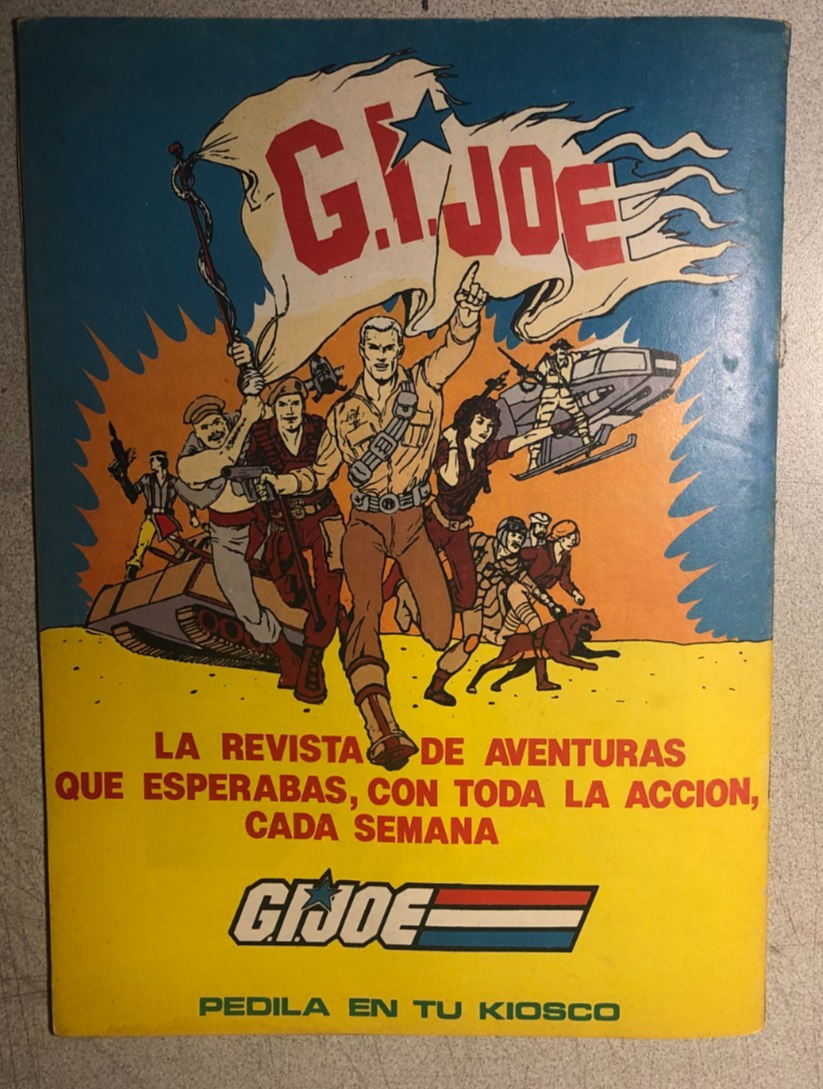 G.I.JOE
LA REVISTA DE AVENTURAS
QUE ESPERABAS, CON TODA LA ACCION,
CADA SEMANA
G.I.JOE
PEDILA EN TU KIOSCO